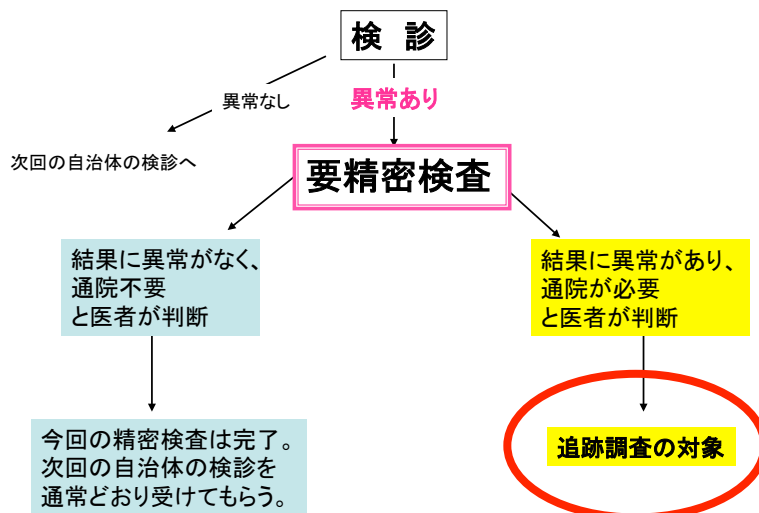 検 診
異常なし
異常あり
次回の自治体の検診へ
要精密検査
結果に異常がなく、
通院不要
と医者が判断
結果に異常があり、
通院が必要
と医者が判断
今回の精密検査は完了。
次回の自治体の検診を
通常どおり受けてもらう。
追跡調査の対象